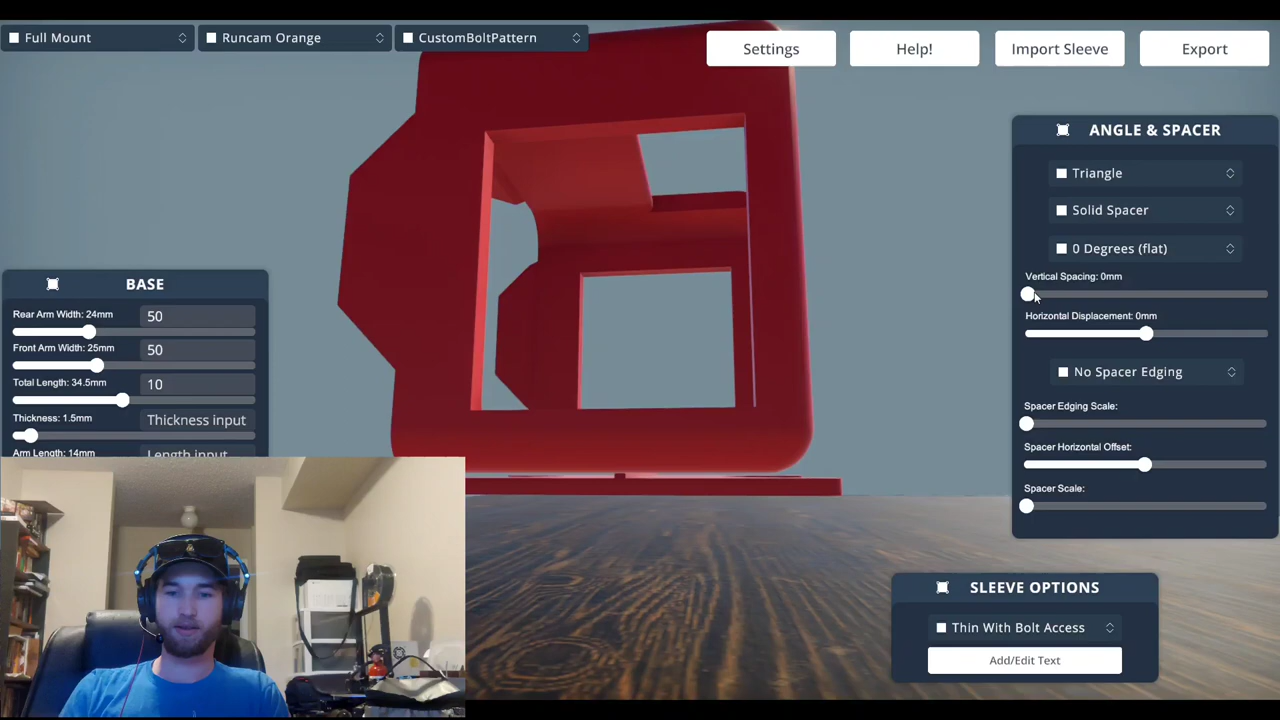 Full Mount
Runcam Orange
CustomBoltPattern
Settings
Help!
Import Sleeve
Export
ANGLE & SPACER
Triangle
Solid Spacer
0 Degrees (flat)
Vertical Spacing: 0mm
Horizontal Displacement: 0mm
No Spacer Edging
Spacer Edging Scale:
Spacer Horizontal Offset:
Spacer Scale:
BASE
Rear Arm Width: 24mm
50
Front Arm Width: 25mm
50
Total Length: 34.5mm
10
Thickness: 1.5mm
Thickness input
Arm Length: 14mm
Length input
SLEEVE OPTIONS
Thin With Bolt Access
Add/Edit Text